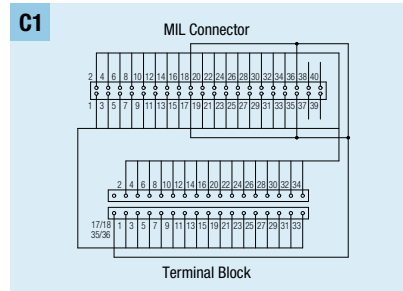 C1
MIL Connector
2 4 6 8 10 12 14 16 18 20 22 24 26 28 30 32 34 36 38 40
1 3 5 7 9 11 13 15 17 19 21 23 25 27 29 31 33 35 37 39
2 4 6 8 10 12 14 16 20 22 24 26 28 30 32 34
17/18
35/36
1 3 5 7 9 11 13 15 19 21 23 25 27 29 31 33
Terminal Block